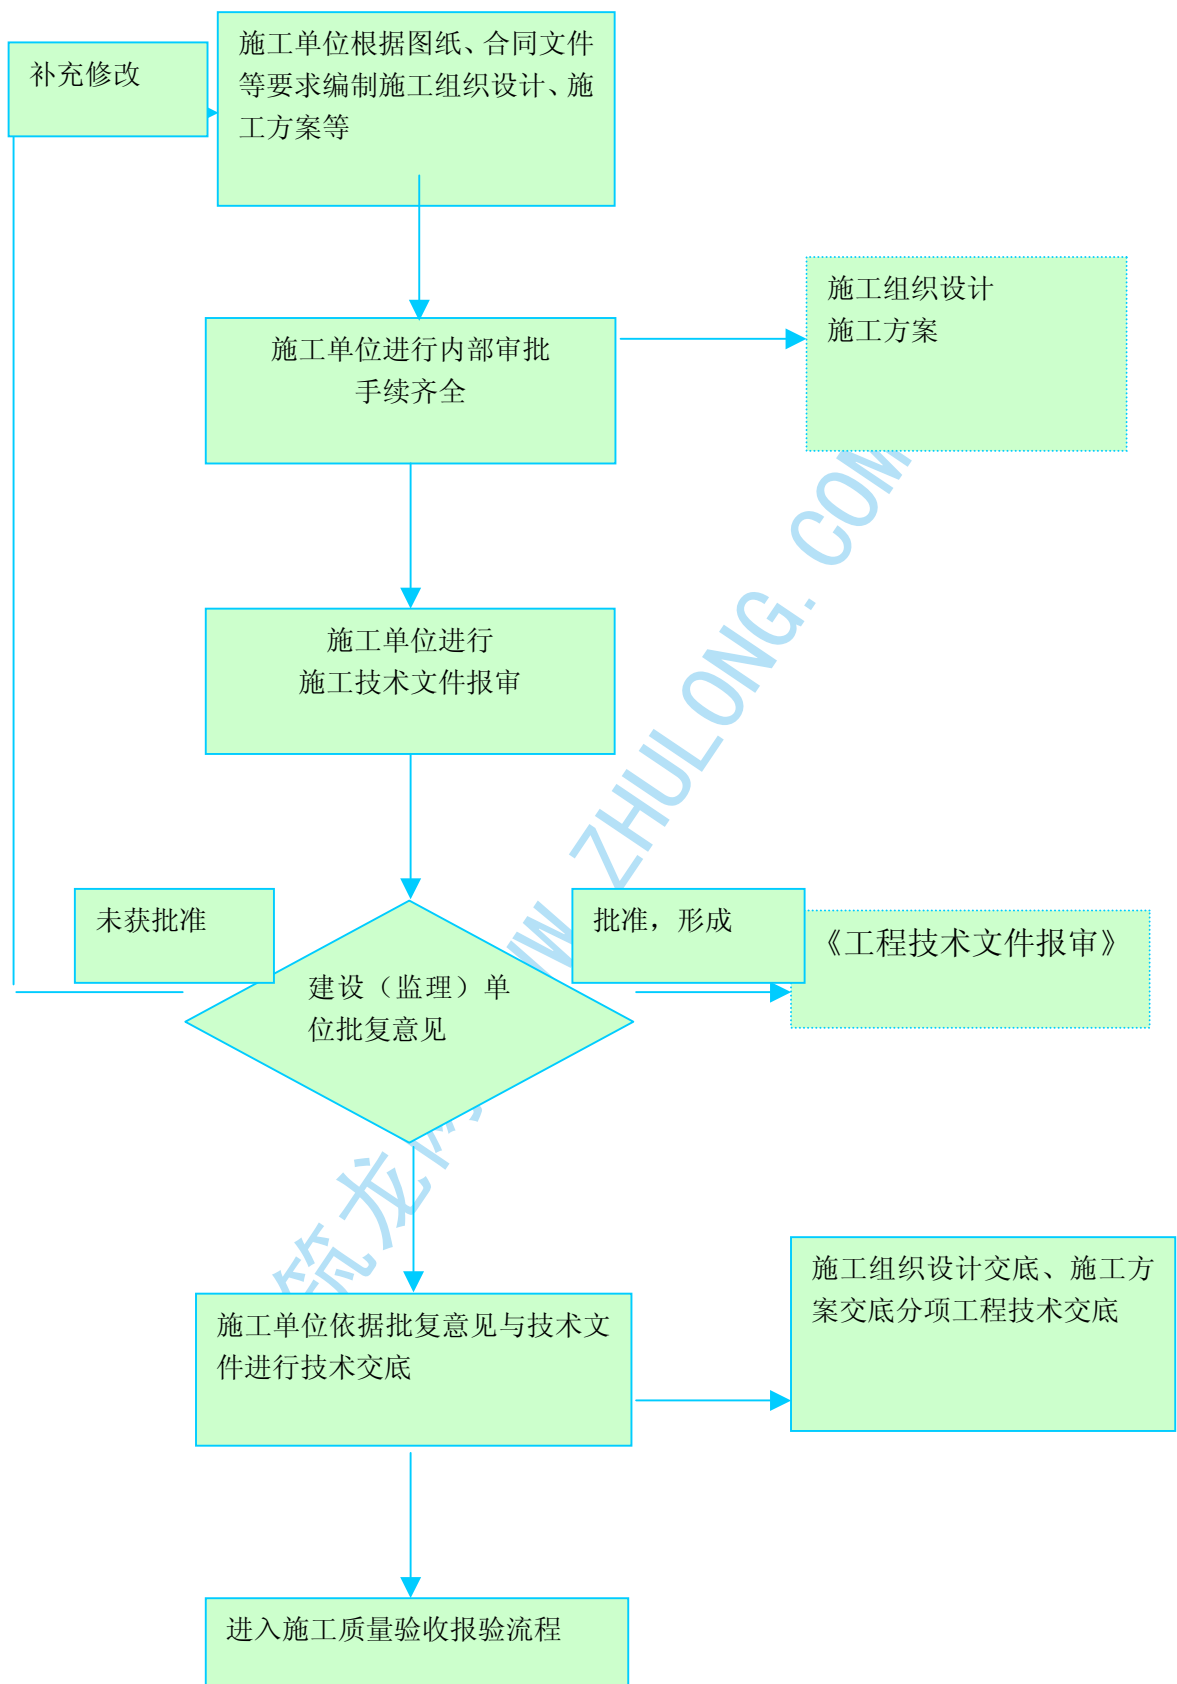 补充修改
施工单位根据图纸、合同文件
等要求编制施工组织设计、施
工方案等
施工组织设计
施工方案
施工单位进行内部审批
手续齐全
施工单位进行
施工技术文件报审
未获批准
批准，形成
《工程技术文件报审》
建设（监理）单
位批复意见
施工组织设计交底、施工方
案交底分项工程技术交底
施工单位依据批复意见与技术文
件进行技术交底
进入施工质量验收报验流程